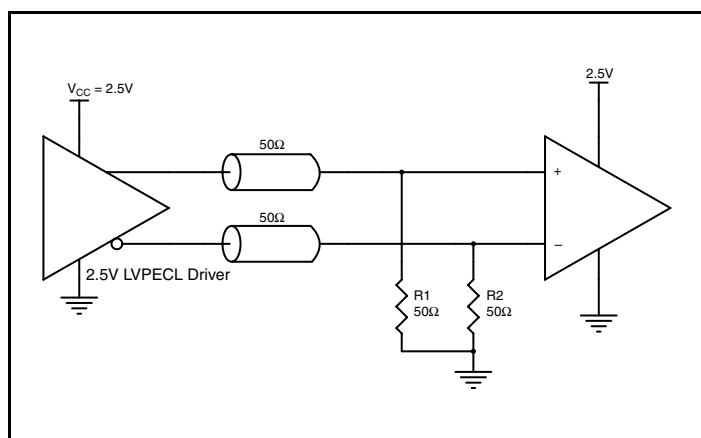 V_CC = 2.5V
2.5V
50Ω
+
50Ω
–
2.5V LVPECL Driver
R1
50Ω
R2
50Ω